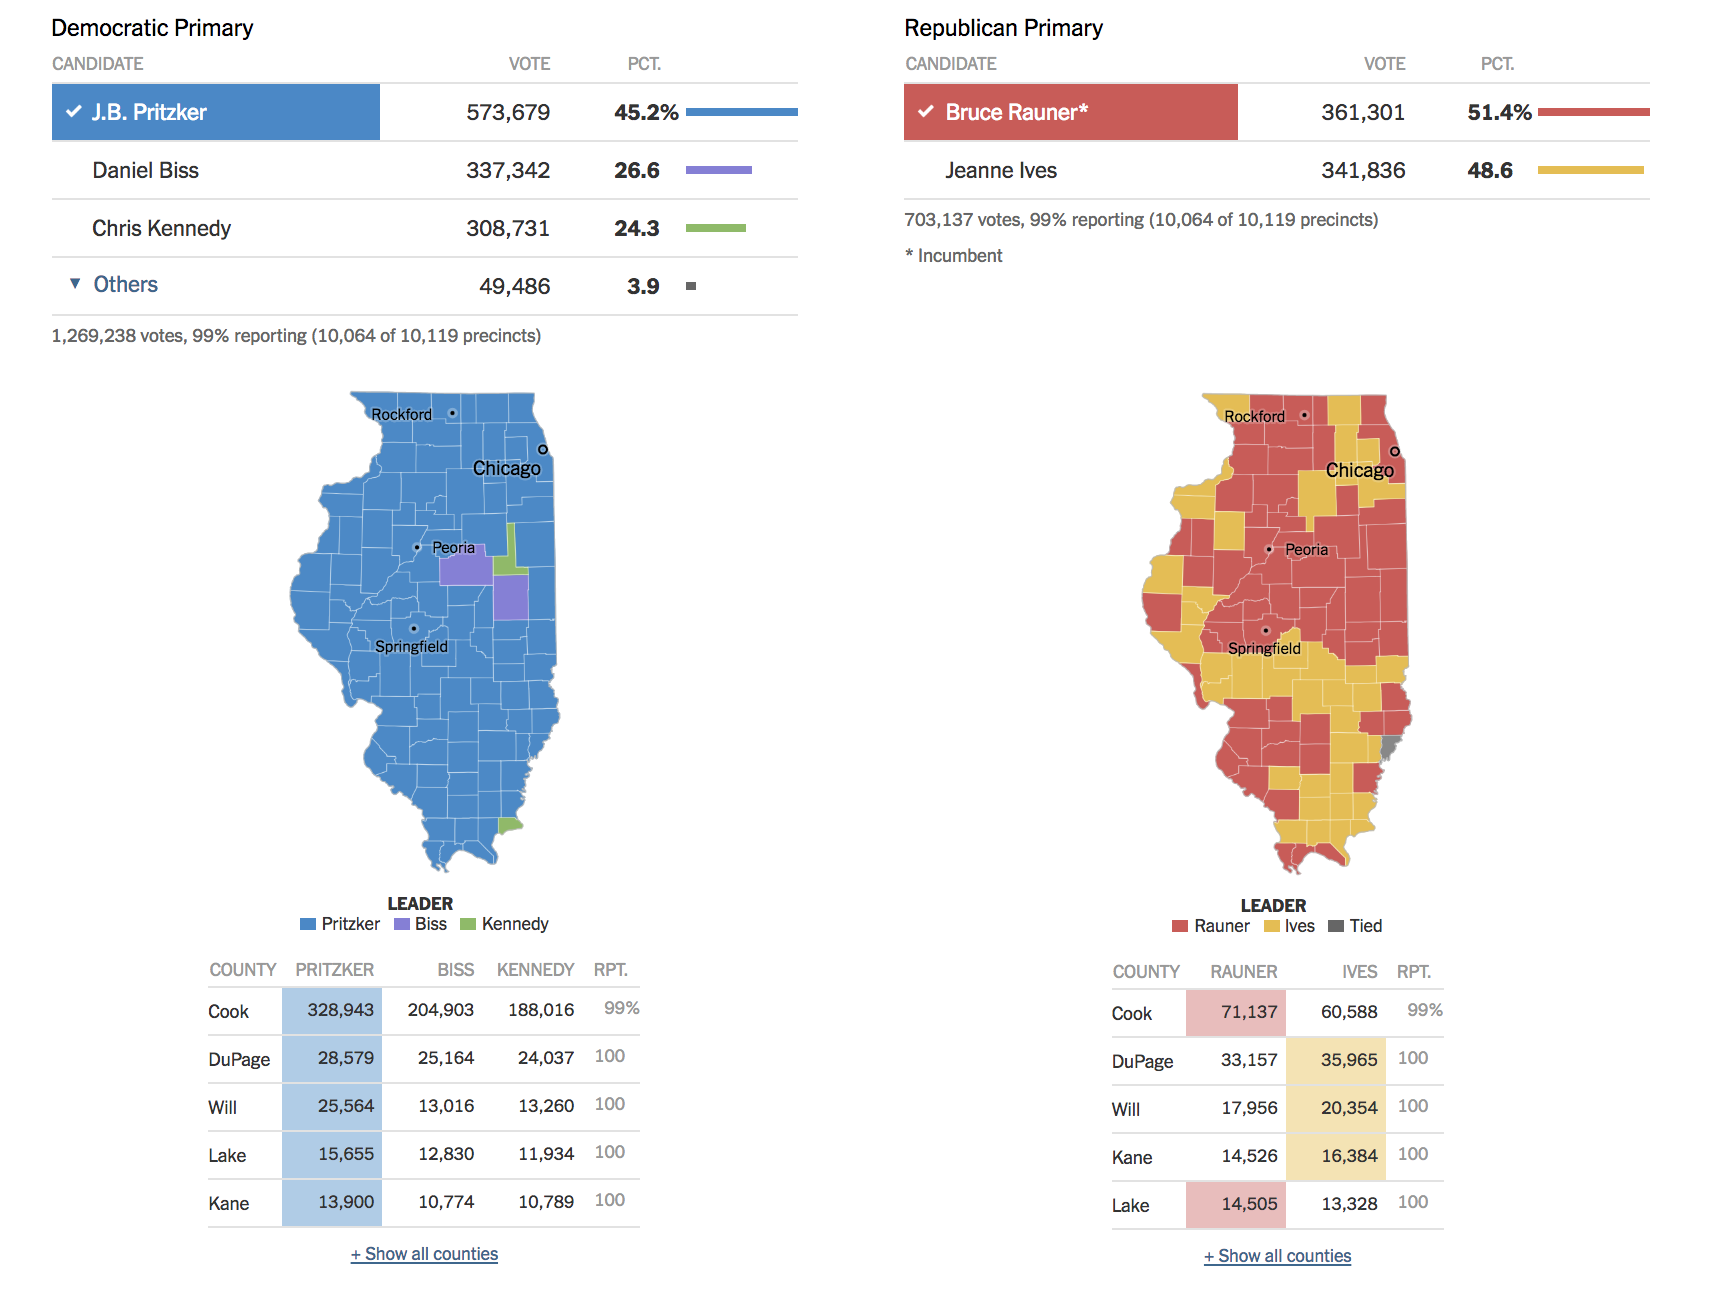 Democratic Primary
CANDIDATE VOTE PCT.
J.B. Pritzker 573,679 45.2%
Daniel Biss 337,342 26.6
Chris Kennedy 308,731 24.3
Others 49,486 3.9
1,269,238 votes, 99% reporting (10,064 of 10,119 precincts)
Rockford
Chicago
Peoria
Springfield
LEADER
Pritzker Biss Kennedy
COUNTY PRITZKER BISS KENNEDY RPT.
Cook 328,943 204,903 188,016 99%
DuPage 28,579 25,164 24,037 100
Will 25,564 13,016 13,260 100
Lake 15,655 12,830 11,934 100
Kane 13,900 10,774 10,789 100
+ Show all counties
Republican Primary
CANDIDATE VOTE PCT.
Bruce Rauner* 361,301 51.4%
Jeanne Ives 341,836 48.6
703,137 votes, 99% reporting (10,064 of 10,119 precincts)
* Incumbent
Rockford
Chicago
Peoria
Springfield
LEADER
Rauner Ives Tied
COUNTY RAUNER IVES RPT.
Cook 71,137 60,588 99%
DuPage 33,157 35,965 100
Will 17,956 20,354 100
Kane 14,526 16,384 100
Lake 14,505 13,328 100
+ Show all counties